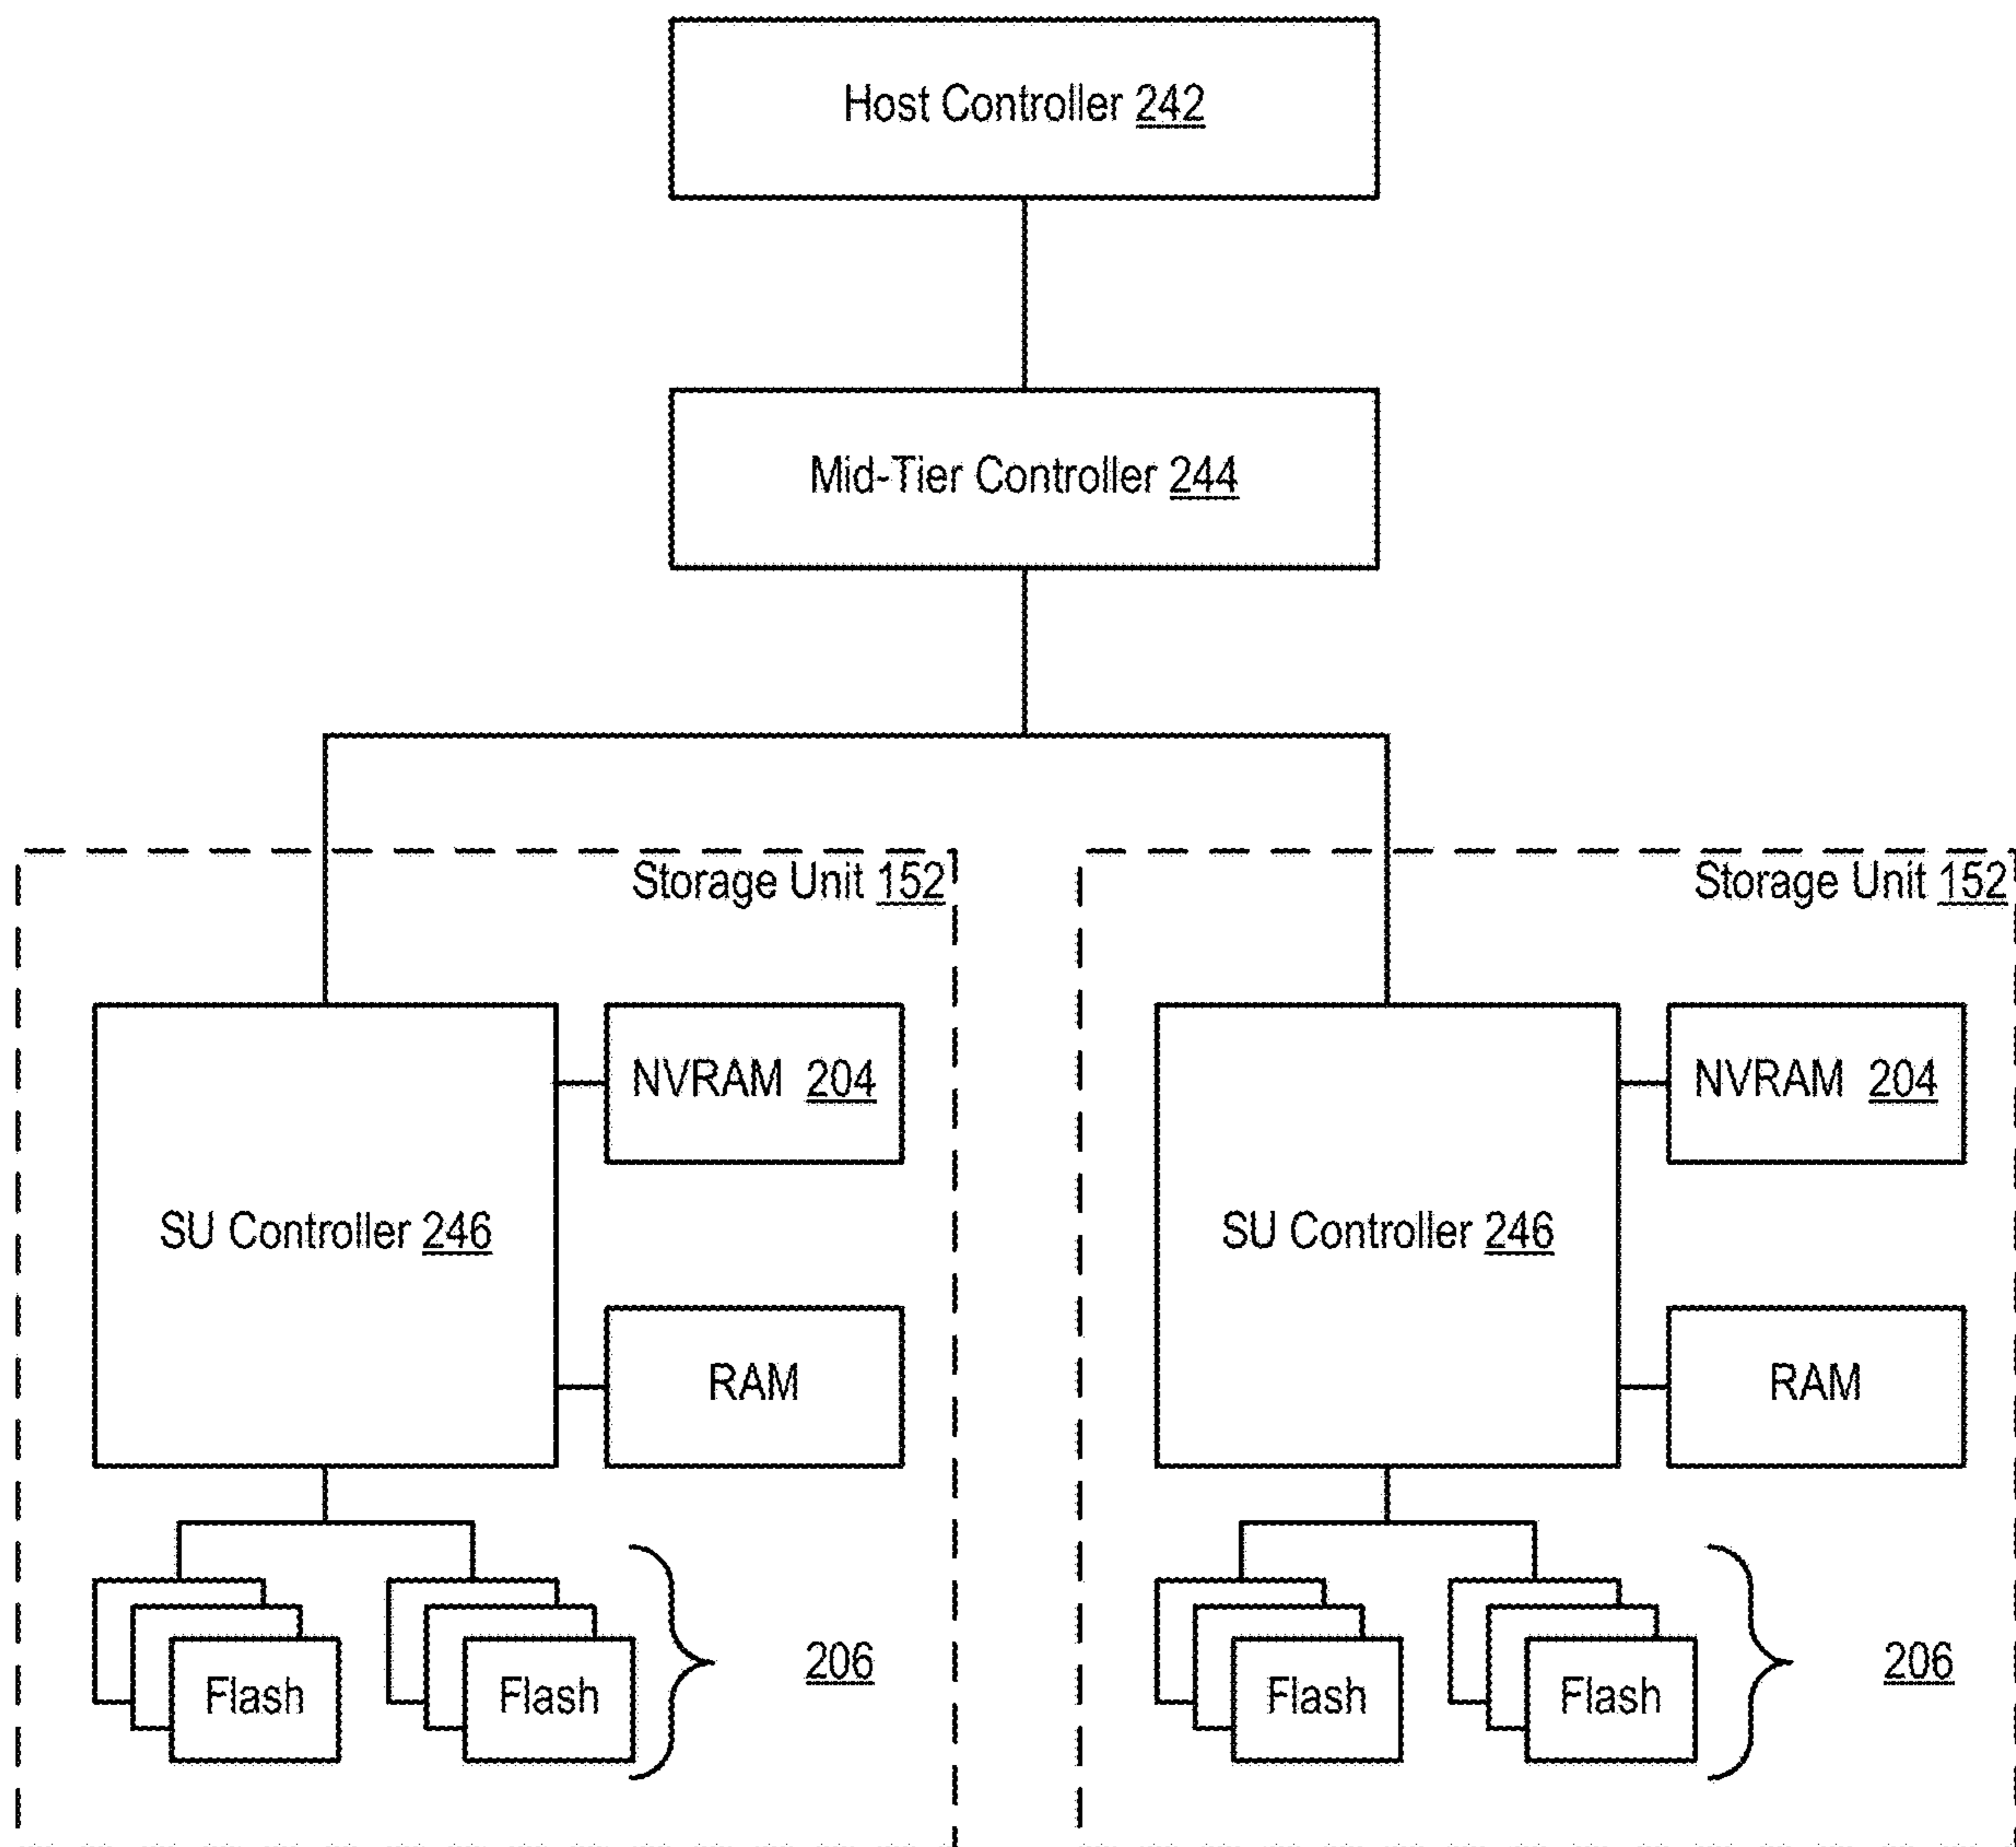 Host Controller 242
Mid-Tier Controller 244
Storage Unit 152
NVRAM 204
SU Controller 246
RAM
Flash
Flash
206
Storage Unit 152
NVRAM 204
SU Controller 246
RAM
Flash
Flash
206